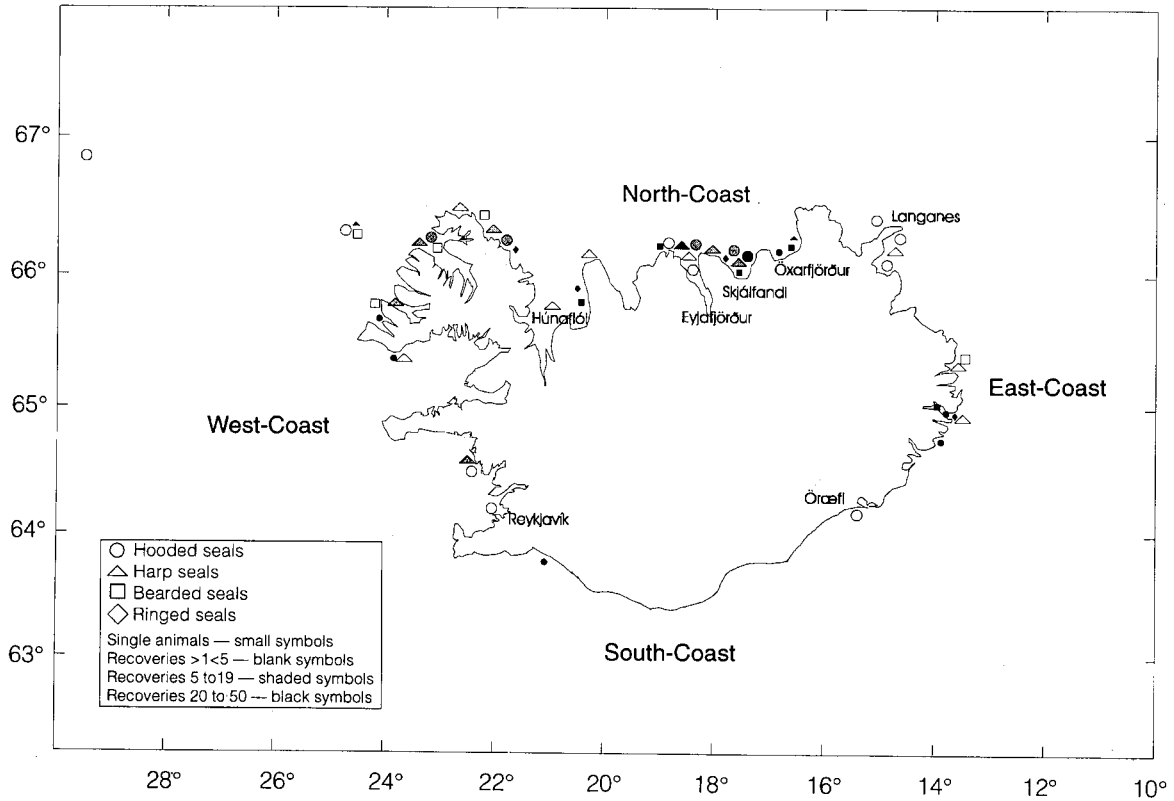 67°
66°
65°
64°
63°
North-Coast
Langanes
Öxarfjörður
Skjálfandi
Eyjafjörður
Húnaflói
East-Coast
West-Coast
Öræfi
Reykjavík
South-Coast
Hooded seals
Harp seals
Bearded seals
Ringed seals
Single animals — small symbols
Recoveries >1<5 — blank symbols
Recoveries 5 to19 — shaded symbols
Recoveries 20 to 50 — black symbols
28° 26° 24° 22° 20° 18° 16° 14° 12° 10°